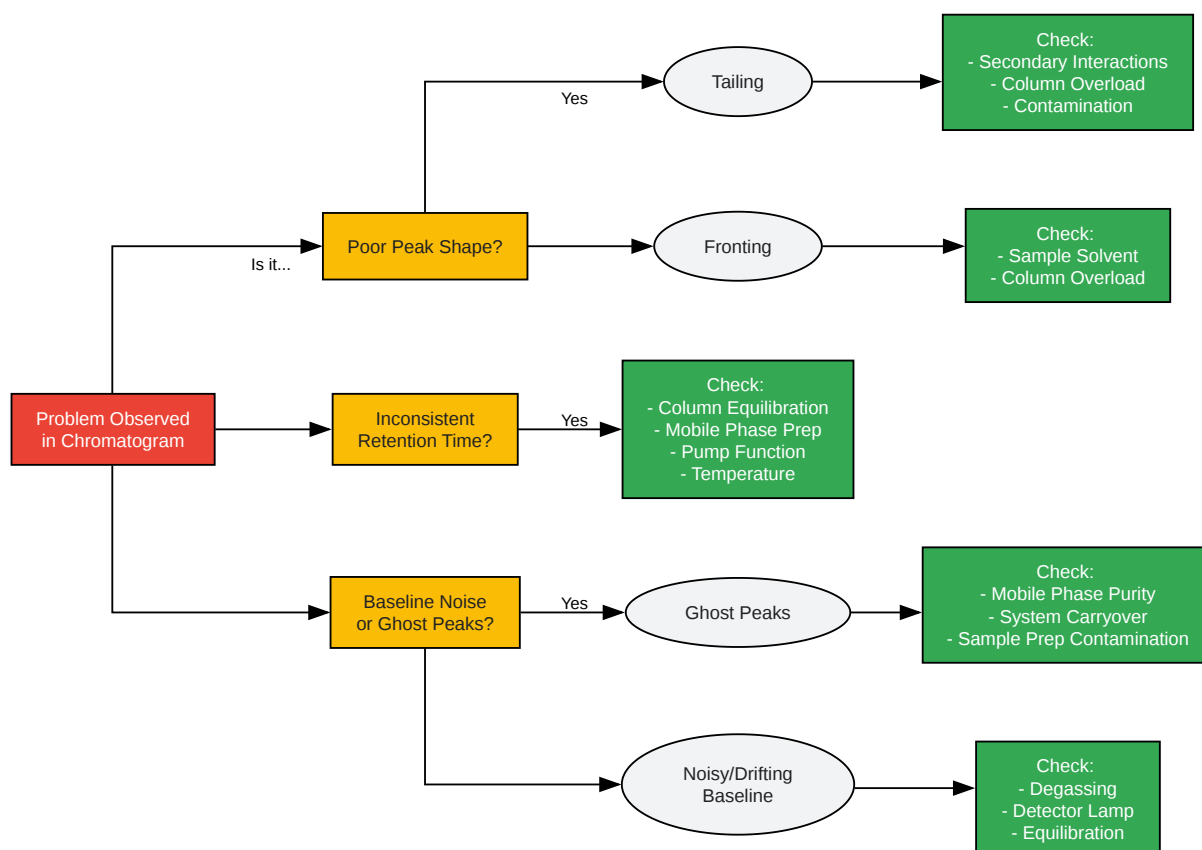 Check:
- Secondary Interactions
- Column Overload
- Contamination
Tailing
Yes
Poor Peak Shape?
Is it...
Fronting
Check:
- Sample Solvent
- Column Overload
Problem Observed
in Chromatogram
Inconsistent
Retention Time?
Yes
Check:
- Column Equilibration
- Mobile Phase Prep
- Pump Function
- Temperature
Baseline Noise
or Ghost Peaks?
Yes
Ghost Peaks
Check:
- Mobile Phase Purity
- System Carryover
- Sample Prep Contamination
Noisy/Drifting
Baseline
Check:
- Degassing
- Detector Lamp
- Equilibration